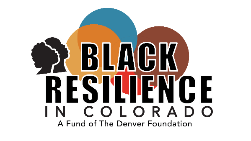 BLACK
RESILIENCE
IN COLORADO
A Fund of The Denver Foundation